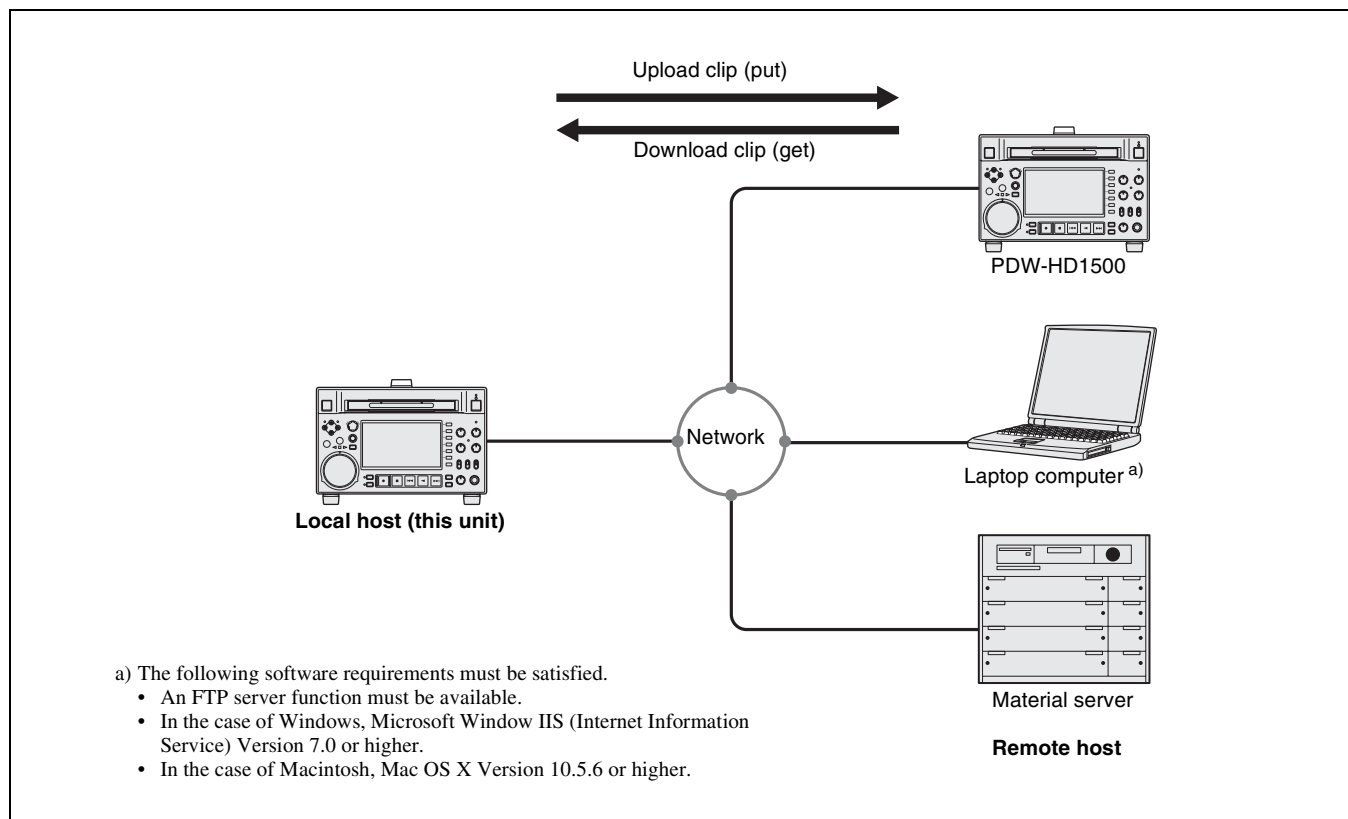 Upload clip (put)
Download clip (get)
PDW-HD1500
Network
Laptop computer a)
Local host (this unit)
Material server
Remote host
a) The following software requirements must be satisfied.
• An FTP server function must be available.
• In the case of Windows, Microsoft Window IIS (Internet Information
Service) Version 7.0 or higher.
• In the case of Macintosh, Mac OS X Version 10.5.6 or higher.